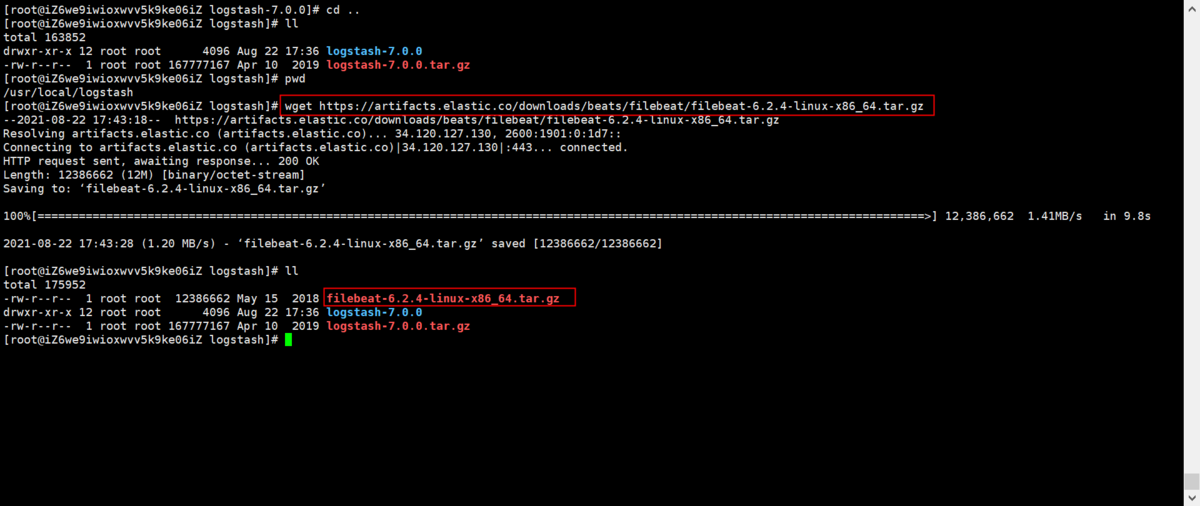 [root@iZ6we9iwioxwvv5k9ke06iZ logstash-7.0.0]# cd ..
[root@iZ6we9iwioxwvv5k9ke06iZ logstash]# ll
total 163852
drwxr-xr-x 12 root root      4096 Aug 22 17:36 logstash-7.0.0
-rw-r--r--  1 root root 167777167 Apr 10  2019 logstash-7.0.0.tar.gz
[root@iZ6we9iwioxwvv5k9ke06iZ logstash]# pwd
/usr/local/logstash
[root@iZ6we9iwioxwvv5k9ke06iZ logstash]# wget https://artifacts.elastic.co/downloads/beats/filebeat/filebeat-6.2.4-linux-x86_64.tar.gz
--2021-08-22 17:43:18--  https://artifacts.elastic.co/downloads/beats/filebeat/filebeat-6.2.4-linux-x86_64.tar.gz
Resolving artifacts.elastic.co (artifacts.elastic.co)... 34.120.127.130, 2600:1901:0:1d7::
Connecting to artifacts.elastic.co (artifacts.elastic.co)|34.120.127.130|:443... connected.
HTTP request sent, awaiting response... 200 OK
Length: 12386662 (12M) [binary/octet-stream]
Saving to: ‘filebeat-6.2.4-linux-x86_64.tar.gz’
100%[=================================================================================================================================>] 12,386,662  1.41MB/s   in 9.8s
2021-08-22 17:43:28 (1.20 MB/s) - ‘filebeat-6.2.4-linux-x86_64.tar.gz’ saved [12386662/12386662]
[root@iZ6we9iwioxwvv5k9ke06iZ logstash]# ll
total 175952
-rw-r--r--  1 root root  12386662 May 15  2018 filebeat-6.2.4-linux-x86_64.tar.gz
drwxr-xr-x 12 root root      4096 Aug 22 17:36 logstash-7.0.0
-rw-r--r--  1 root root 167777167 Apr 10  2019 logstash-7.0.0.tar.gz
[root@iZ6we9iwioxwvv5k9ke06iZ logstash]#